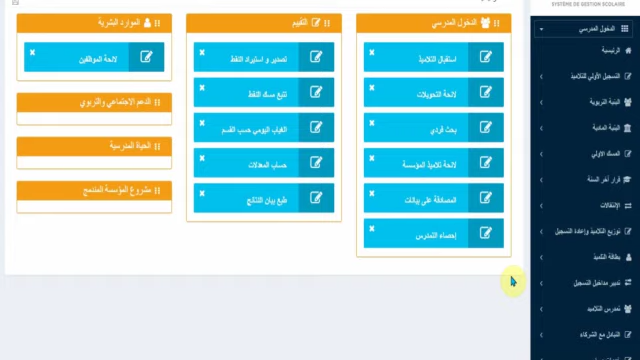 SYSTÈME DE GESTION SCOLAIRE
الدخول المدرسي
الرئيسية
التسجيل الأولي للتلاميذ
البنية التربوية
البنية المادية
المسك الأولي
قرار آخر السنة
الإنتقالات
توزيع التلاميذ وإعادة التسجيل
بطاقة التلميذ
تدبير مداخيل التسجيل
تمدرس التلاميد
التبادل مع الشركاء
الدخول المدرسي
استقبال التلاميذ
لائحة التحويلات
بحث فردي
لائحة تلاميذ المؤسسة
المصادقة على بيانات
إحصاء التمدرس
التقييم
تصدير و استيراد النقط
تتبع مسك النقط
الغياب اليومي حسب القسم
حساب المعدلات
طبع بيان النتائج
الموارد البشرية
لائحة الموظفين
الدعم الإجتماعي والتربوي
الحياة المدرسية
مشروع المؤسسة المندمج